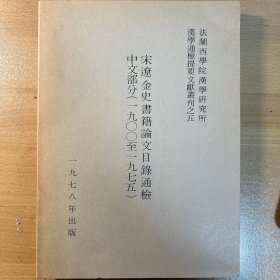 法蘭西學院漢學研究所
漢學通檢提要文獻叢刊之五
宋遼金史書籍論文目錄通檢
中文部分(一九〇〇至一九七五)
一九七八年出版